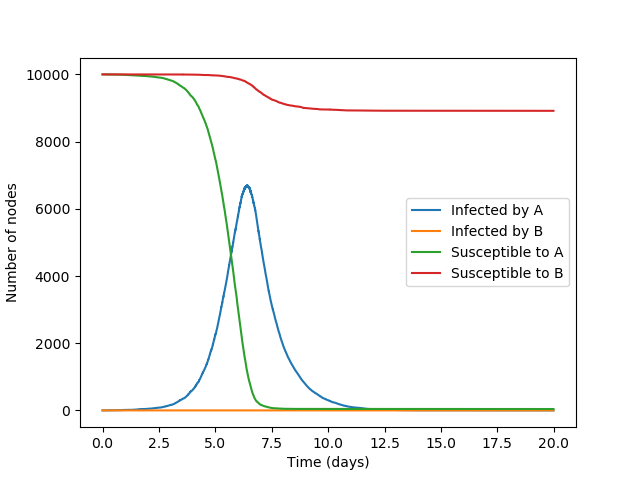 10000
8000
6000
4000
2000
0
Number of nodes
Infected by A
Infected by B
Susceptible to A
Susceptible to B
0.0 2.5 5.0 7.5 10.0 12.5 15.0 17.5 20.0
Time (days)